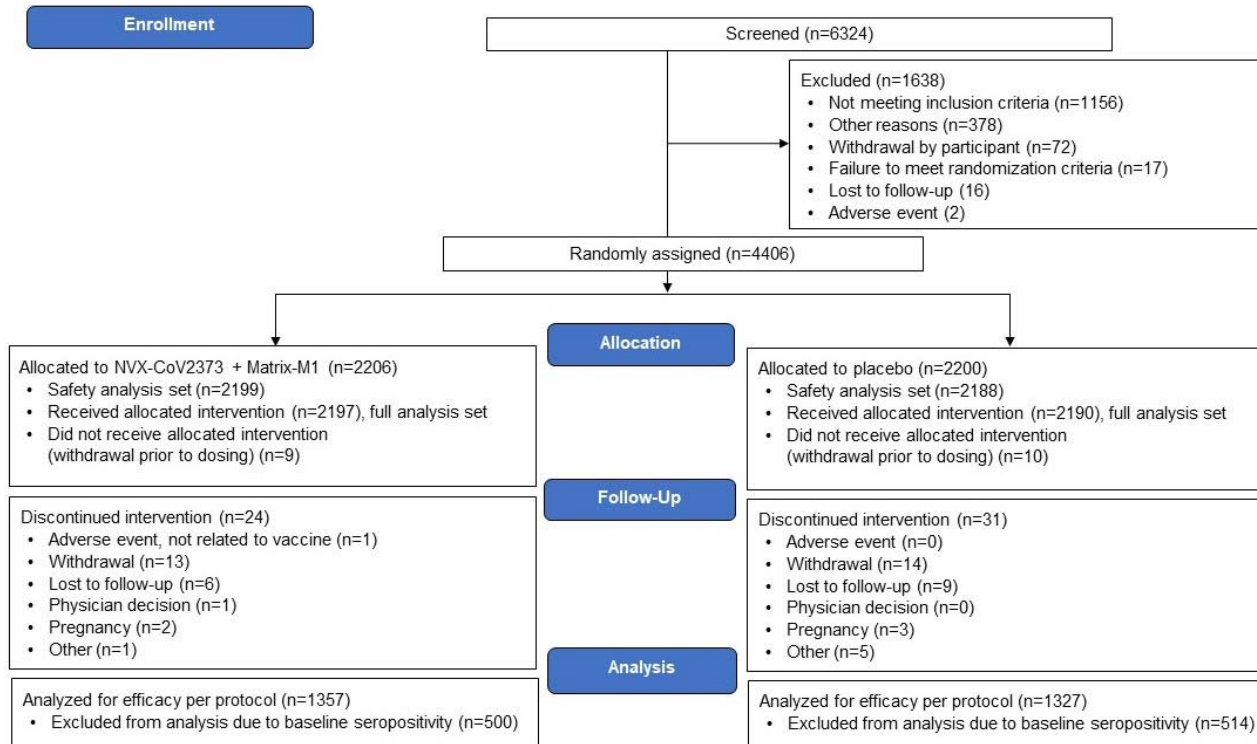 Enrollment
Screened (n=6324)
Excluded (n=1638)
• Not meeting inclusion criteria (n=1156)
• Other reasons (n=378)
• Withdrawal by participant (n=72)
• Failure to meet randomization criteria (n=17)
• Lost to follow-up (16)
• Adverse event (2)
Randomly assigned (n=4406)
Allocation
Allocated to NVX-CoV2373 + Matrix-M1 (n=2206)
• Safety analysis set (n=2199)
• Received allocated intervention (n=2197), full analysis set
• Did not receive allocated intervention
(withdrawal prior to dosing) (n=9)
Allocated to placebo (n=2200)
• Safety analysis set (n=2188)
• Received allocated intervention (n=2190), full analysis set
• Did not receive allocated intervention
(withdrawal prior to dosing) (n=10)
Follow-Up
Discontinued intervention (n=24)
• Adverse event, not related to vaccine (n=1)
• Withdrawal (n=13)
• Lost to follow-up (n=6)
• Physician decision (n=1)
• Pregnancy (n=2)
• Other (n=1)
Discontinued intervention (n=31)
• Adverse event (n=0)
• Withdrawal (n=14)
• Lost to follow-up (n=9)
• Physician decision (n=0)
• Pregnancy (n=3)
• Other (n=5)
Analysis
Analyzed for efficacy per protocol (n=1357)
• Excluded from analysis due to baseline seropositivity (n=500)
Analyzed for efficacy per protocol (n=1327)
• Excluded from analysis due to baseline seropositivity (n=514)